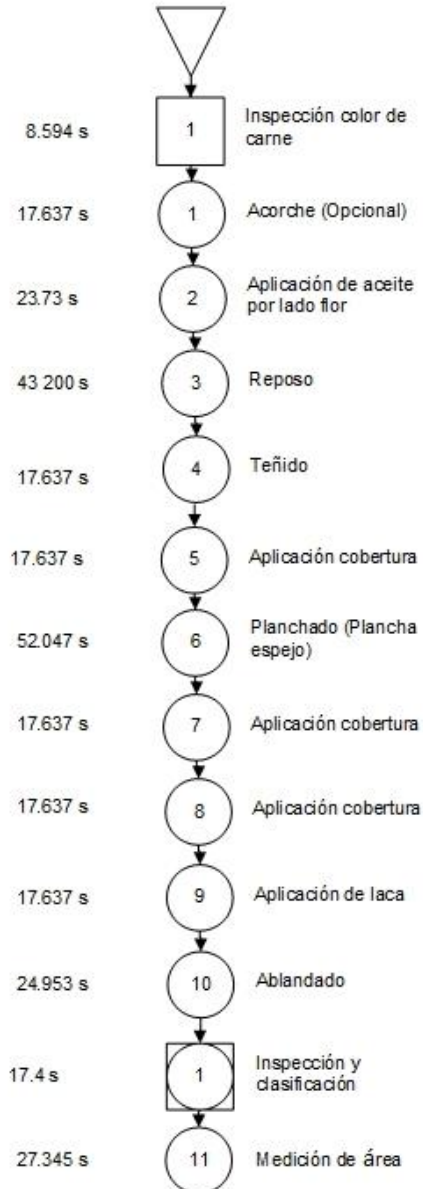 8.594 s
1
Inspección color de
carne
17.637 s
1
Acorche (Opcional)
23.73 s
2
Aplicación de aceite
por lado flor
43 200 s
3
Reposo
17.637 s
4
Teñido
17.637 s
5
Aplicación cobertura
52.047 s
6
Planchado (Plancha
espejo)
17.637 s
7
Aplicación cobertura
17.637 s
8
Aplicación cobertura
17.637 s
9
Aplicación de laca
24.953 s
10
Ablandado
17.4 s
1
Inspección y
clasificación
27.345 s
11
Medición de área